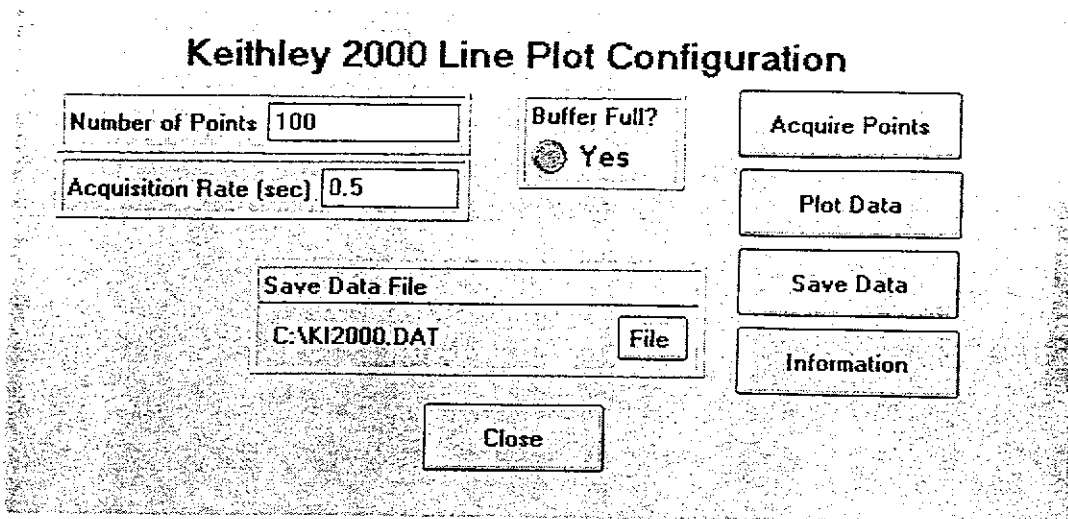 Keithley 2000 Line Plot Configuration
Number of Points 100
Acquisition Rate (sec) 0.5
Buffer Full?
Yes
Acquire Points
Plot Data
Save Data
Information
Save Data File
C:\KI2000.DAT
File
Close